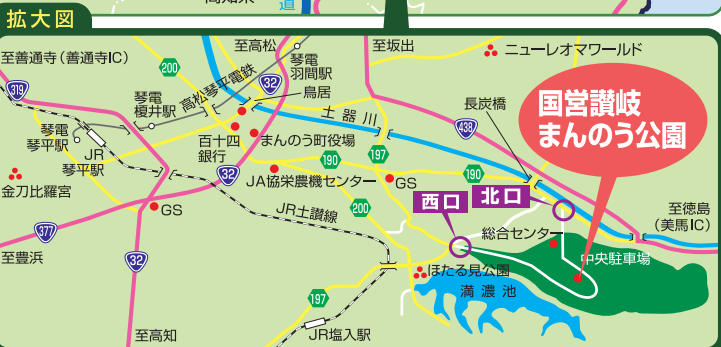 高知県
道
拡大図
至善通寺(善通寺IC)
至高松
至坂出
ニューレオマワールド
319
200
32
琴電
羽間駅
高松琴平電鉄
鳥居
琴電
榎井駅
土器川
長炭橋
438
国営讃岐
まんのう公園
琴電
琴平駅
JR
琴平駅
百十四
銀行
まんのう町役場
190
197
190
金刀比羅宮
32
JA協栄農機センター
GS
GS
西口
北口
JR土讃線
200
至徳島
(美馬IC)
377
32
総合センター
中央駐車場
至豊浜
ほたる見公園
満濃池
197
至高知
JR塩入駅